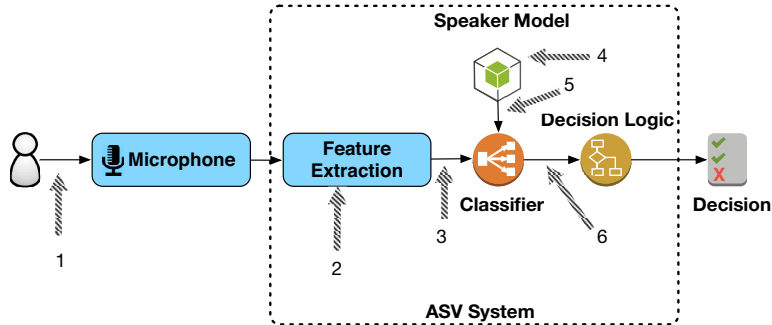 Speaker Model
4
5
Decision Logic
Microphone
Feature
Extraction
Classifier
Decision
1
2
3
6
ASV System